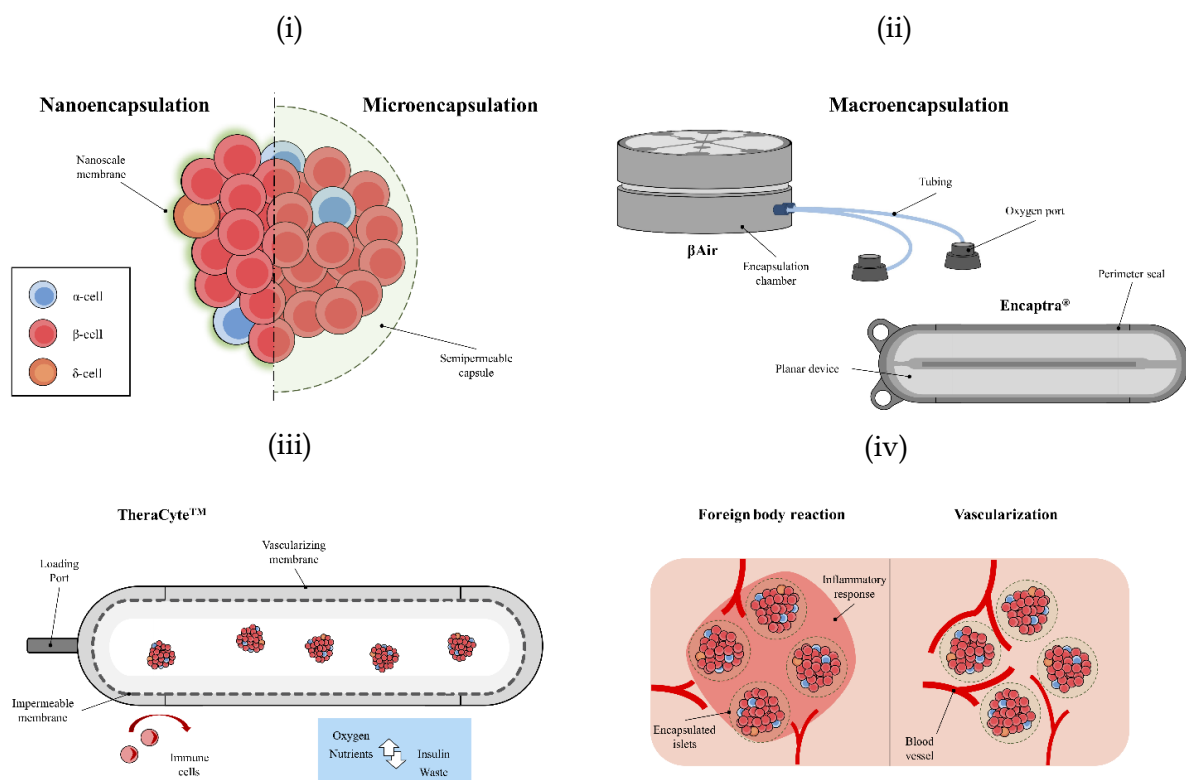 (i)
Nanoencapsulation
Microencapsulation
Nanoscale
membrane
α-cell
β-cell
δ-cell
Semipermeable
capsule
(ii)
Macroencapsulation
Tubing
Oxygen port
βAir
Encapsulation
chamber
Perimeter seal
Encaptra®
Planar device
(iii)
TheraCyte™
Vascularizing
membrane
Loading
Port
Impermeable
membrane
Immune
cells
Oxygen
Nutrients
Insulin
Waste
(iv)
Foreign body reaction
Vascularization
Inflammatory
response
Encapsulated
islets
Blood
vessel